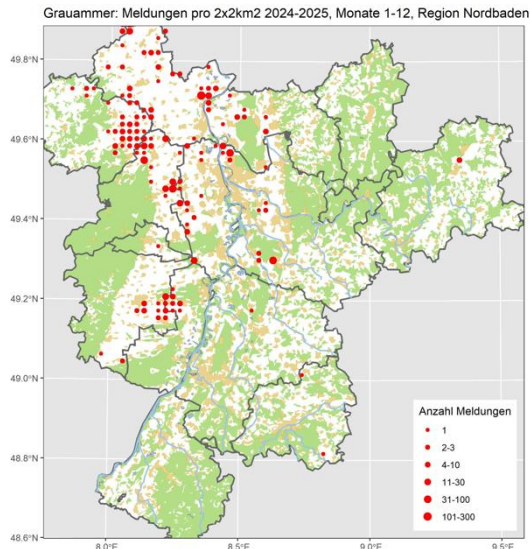 Grauammer: Meldungen pro 2x2km2 2024-2025, Monate 1-12, Region Nordbaden
49.8°N
49.6°N
49.4°N
49.2°N
49.0°N
48.8°N
48.6°N
8.0°E
8.5°E
9.0°E
9.5°E
Anzahl Meldungen
1
2-3
4-10
11-30
31-100
101-300